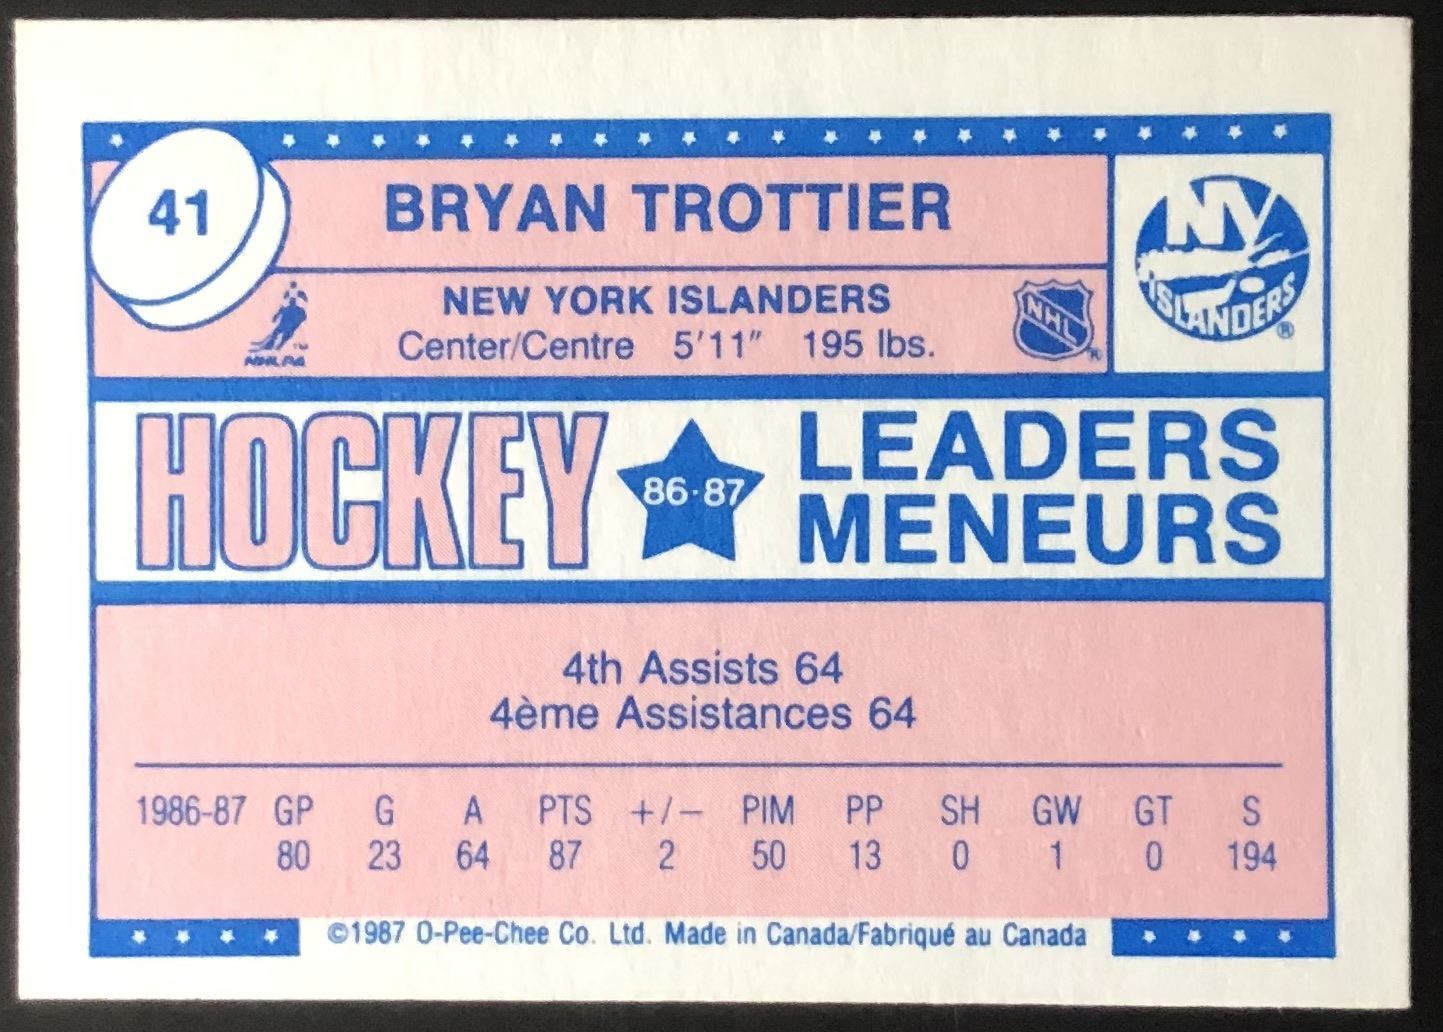 41
BRYAN TROTTIER
NEW YORK ISLANDERS
Center/Centre 5'11" 195 lbs.
NHLPA™
NHL®
NY
ISLANDERS®
HOCKEY 86·87 LEADERS
MENEURS
4th Assists 64
4ème Assistances 64
1986-87 GP G A PTS +/− PIM PP SH GW GT S
80 23 64 87 2 50 13 0 1 0 194
©1987 O-Pee-Chee Co. Ltd. Made in Canada/Fabriqué au Canada